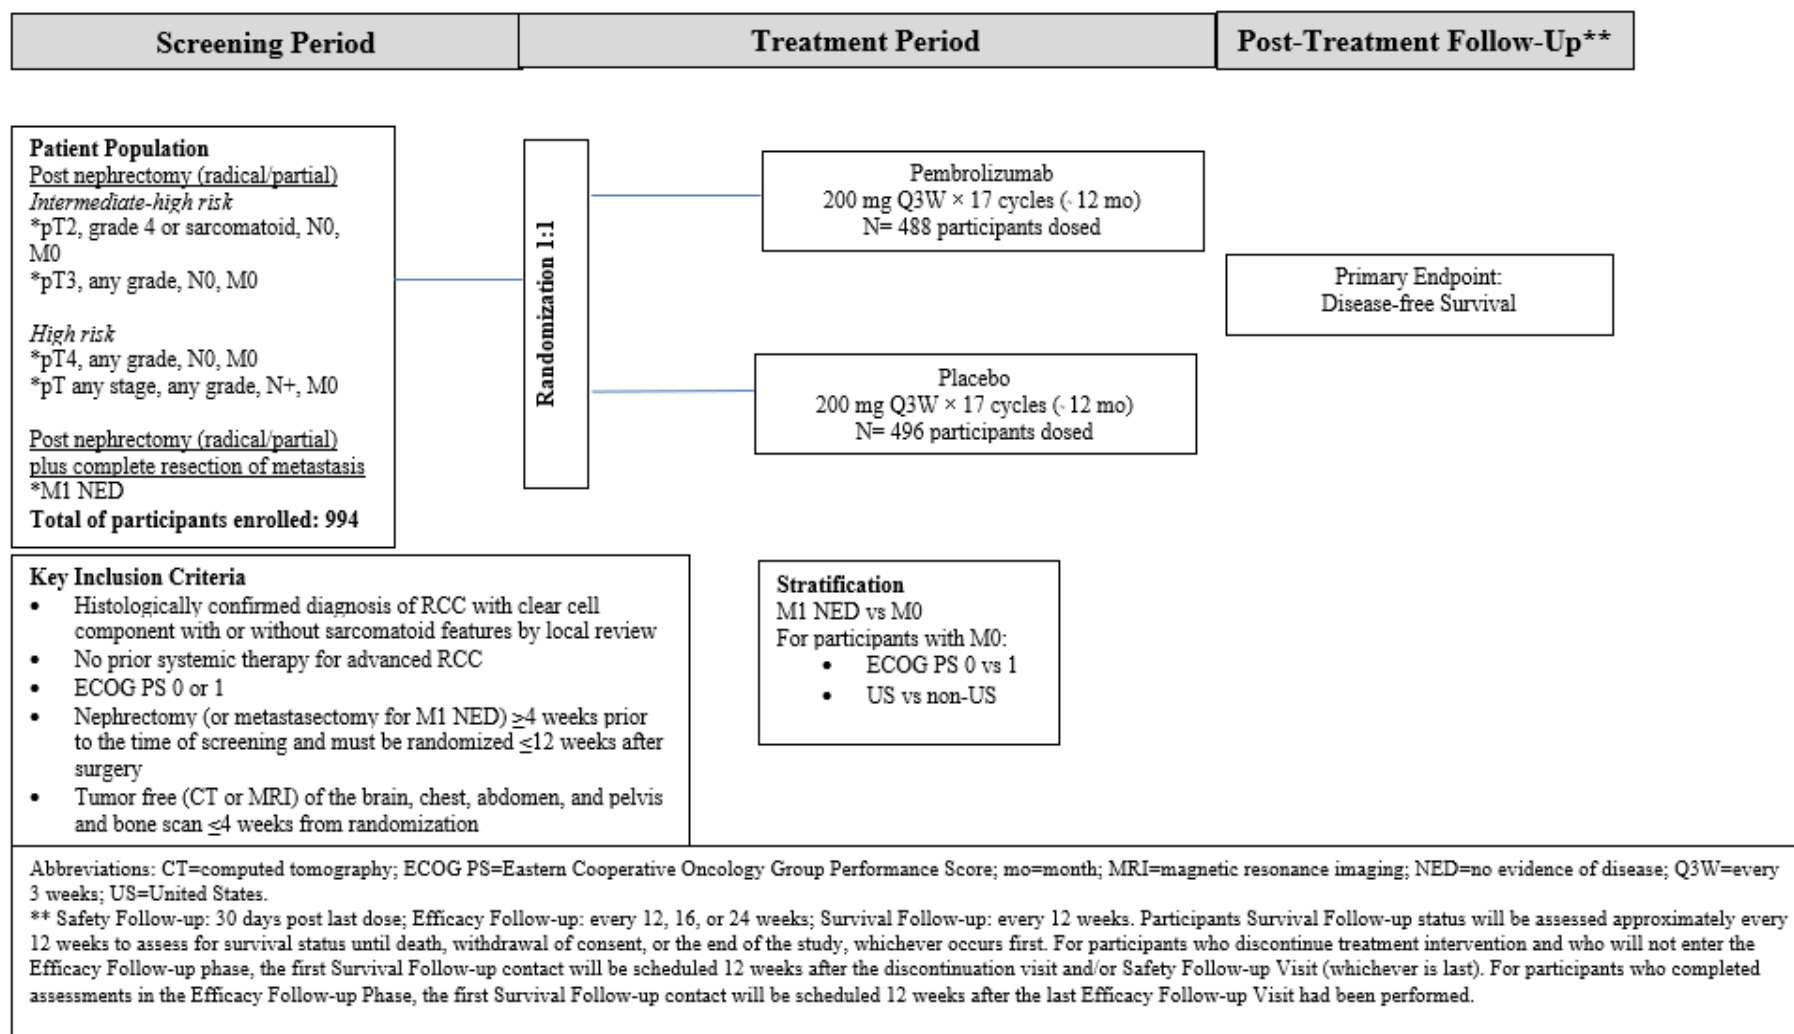 Screening Period
Treatment Period
Post-Treatment Follow-Up**
Patient Population
Post nephrectomy (radical/partial)
Intermediate-high risk
*pT2, grade 4 or sarcomatoid, N0,
M0
*pT3, any grade, N0, M0
High risk
*pT4, any grade, N0, M0
*pT any stage, any grade, N+, M0
Post nephrectomy (radical/partial)
plus complete resection of metastasis
*M1 NED
Total of participants enrolled: 994
Randomization 1:1
Pembrolizumab
200 mg Q3W × 17 cycles (~12 mo)
N= 488 participants dosed
Placebo
200 mg Q3W × 17 cycles (~12 mo)
N= 496 participants dosed
Primary Endpoint:
Disease-free Survival
Key Inclusion Criteria
• Histologically confirmed diagnosis of RCC with clear cell
component with or without sarcomatoid features by local review
• No prior systemic therapy for advanced RCC
• ECOG PS 0 or 1
• Nephrectomy (or metastasectomy for M1 NED) ≥4 weeks prior
to the time of screening and must be randomized ≤12 weeks after
surgery
• Tumor free (CT or MRI) of the brain, chest, abdomen, and pelvis
and bone scan ≤4 weeks from randomization
Stratification
M1 NED vs M0
For participants with M0:
• ECOG PS 0 vs 1
• US vs non-US
Abbreviations: CT=computed tomography; ECOG PS=Eastern Cooperative Oncology Group Performance Score; mo=month; MRI=magnetic resonance imaging; NED=no evidence of disease; Q3W=every
3 weeks; US=United States.
** Safety Follow-up: 30 days post last dose; Efficacy Follow-up: every 12, 16, or 24 weeks; Survival Follow-up: every 12 weeks. Participants Survival Follow-up status will be assessed approximately every
12 weeks to assess for survival status until death, withdrawal of consent, or the end of the study, whichever occurs first. For participants who discontinue treatment intervention and who will not enter the
Efficacy Follow-up phase, the first Survival Follow-up contact will be scheduled 12 weeks after the discontinuation visit and/or Safety Follow-up Visit (whichever is last). For participants who completed
assessments in the Efficacy Follow-up Phase, the first Survival Follow-up contact will be scheduled 12 weeks after the last Efficacy Follow-up Visit had been performed.